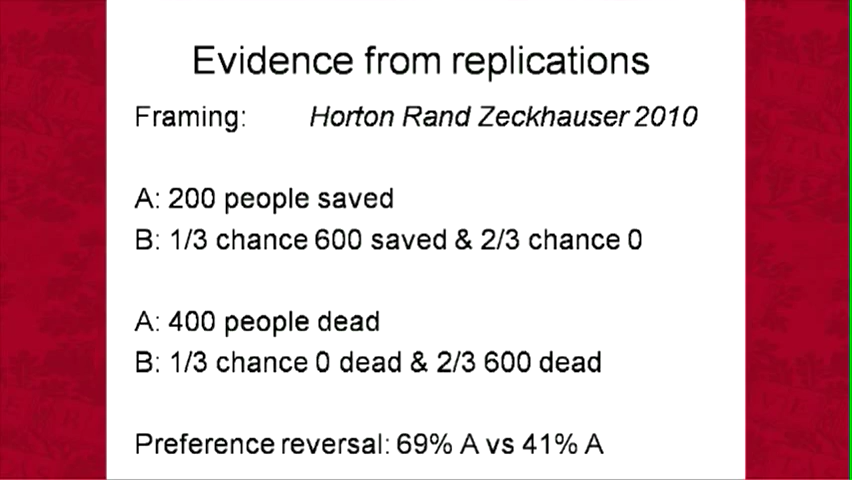 Evidence from replications
Framing: Horton Rand Zeckhauser 2010
A: 200 people saved
B: 1/3 chance 600 saved & 2/3 chance 0
A: 400 people dead
B: 1/3 chance 0 dead & 2/3 600 dead
Preference reversal: 69% A vs 41% A